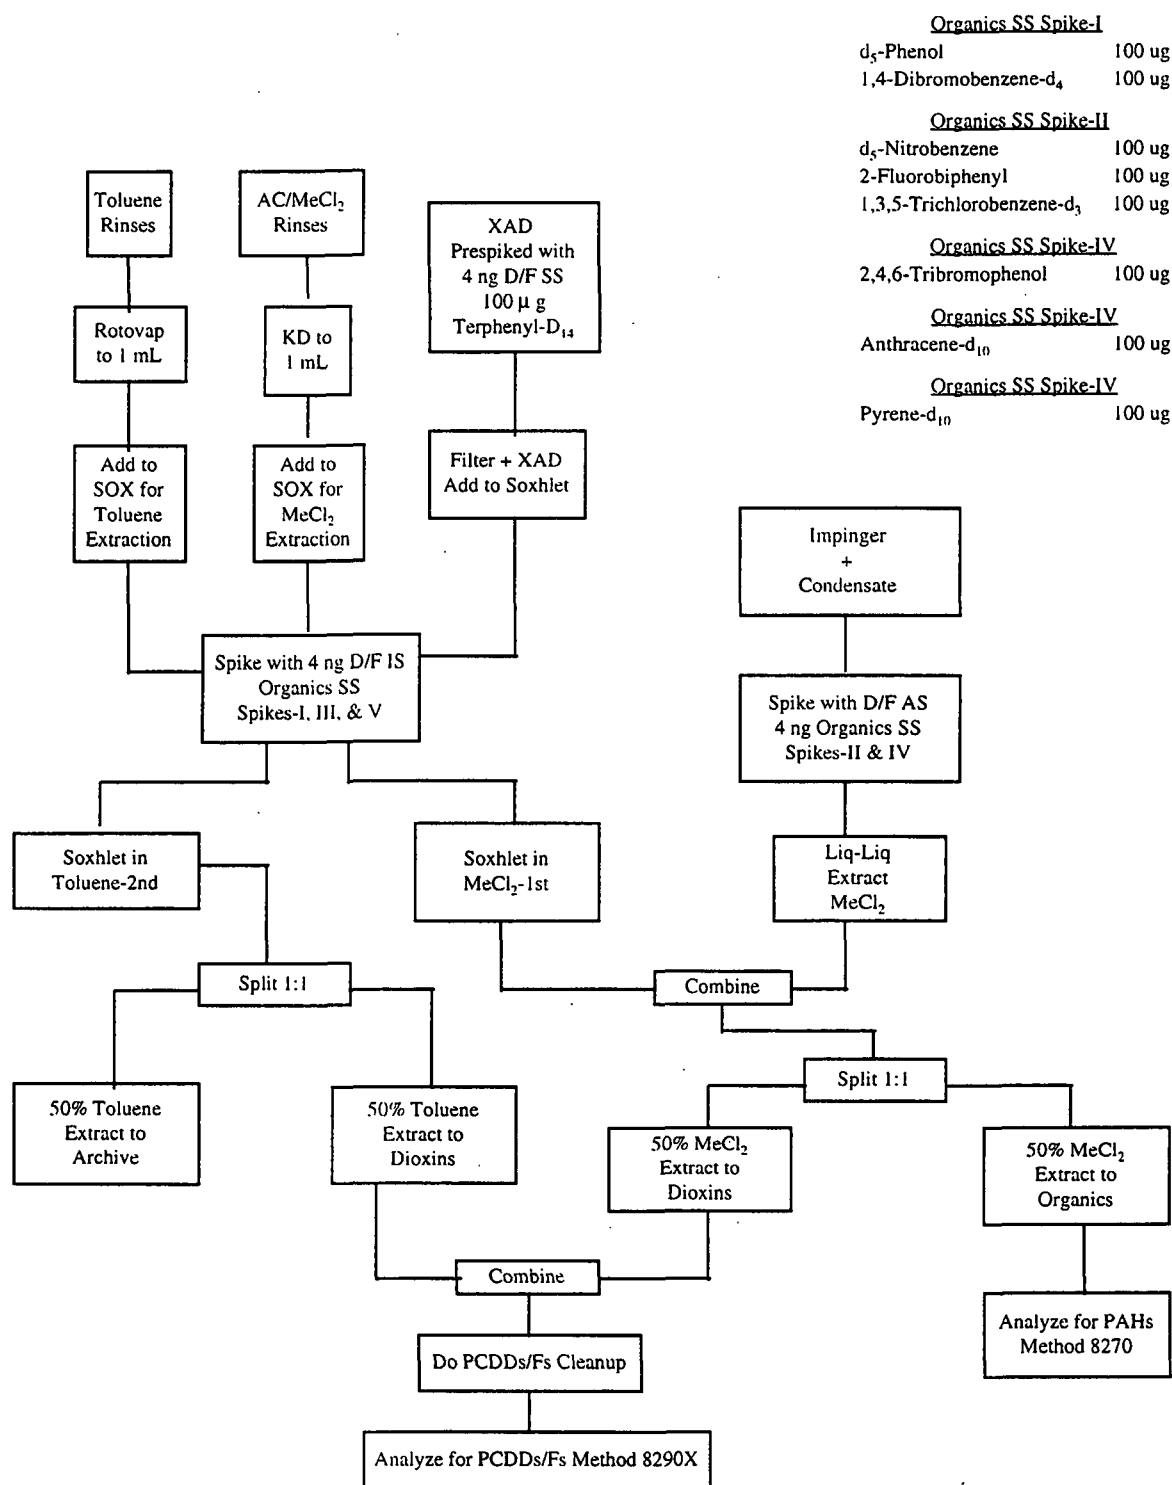 Organics SS Spike-I
d₅-Phenol 100 ug
1,4-Dibromobenzene-d₄ 100 ug
Organics SS Spike-II
d₅-Nitrobenzene 100 ug
2-Fluorobiphenyl 100 ug
1,3,5-Trichlorobenzene-d₃ 100 ug
Organics SS Spike-IV
2,4,6-Tribromophenol 100 ug
Organics SS Spike-IV
Anthracene-d₁₀ 100 ug
Organics SS Spike-IV
Pyrene-d₁₀ 100 ug
Toluene
Rinses
AC/MeCl₂
Rinses
XAD
Prespiked with
4 ng D/F SS
100 µ g
Terphenyl-D₁₄
Rotovap
to 1 mL
KD to
1 mL
Add to
SOX for
Toluene
Extraction
Add to
SOX for
MeCl₂
Extraction
Filter + XAD
Add to Soxhlet
Impinger
+
Condensate
Spike with 4 ng D/F IS
Organics SS
Spikes-I, III, & V
Spike with D/F AS
4 ng Organics SS
Spikes-II & IV
Soxhlet in
Toluene-2nd
Soxhlet in
MeCl₂-1st
Liq-Liq
Extract
MeCl₂
Split 1:1
Combine
Split 1:1
50% Toluene
Extract to
Archive
50% Toluene
Extract to
Dioxins
50% MeCl₂
Extract to
Dioxins
50% MeCl₂
Extract to
Organics
Combine
Analyze for PAHs
Method 8270
Do PCDDs/Fs Cleanup
Analyze for PCDDs/Fs Method 8290X